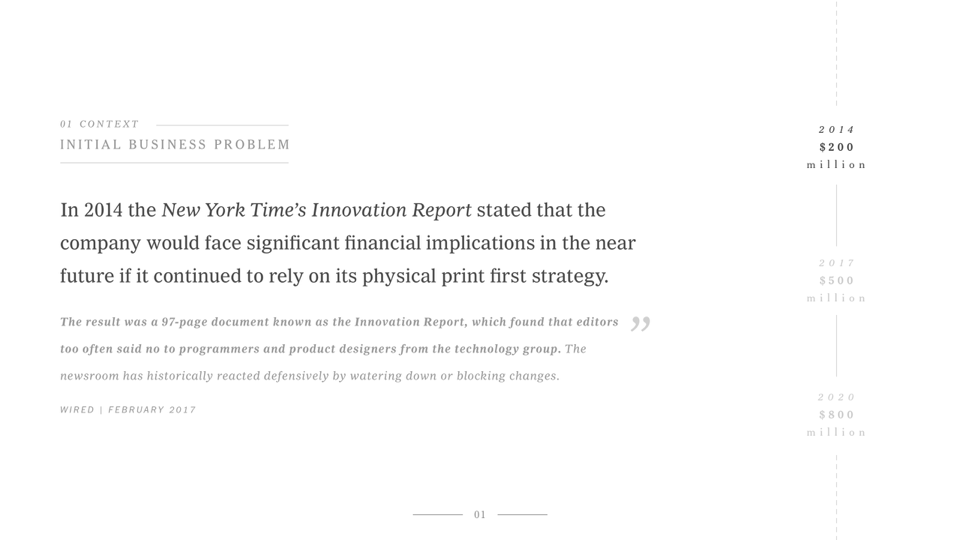 01 CONTEXT
INITIAL BUSINESS PROBLEM
In 2014 the New York Time’s Innovation Report stated that the
company would face significant financial implications in the near
future if it continued to rely on its physical print first strategy.
The result was a 97-page document known as the Innovation Report, which found that editors ”
too often said no to programmers and product designers from the technology group. The
newsroom has historically reacted defensively by watering down or blocking changes.
WIRED | FEBRUARY 2017
2014
$200
million
2017
$500
million
2020
$800
million
01